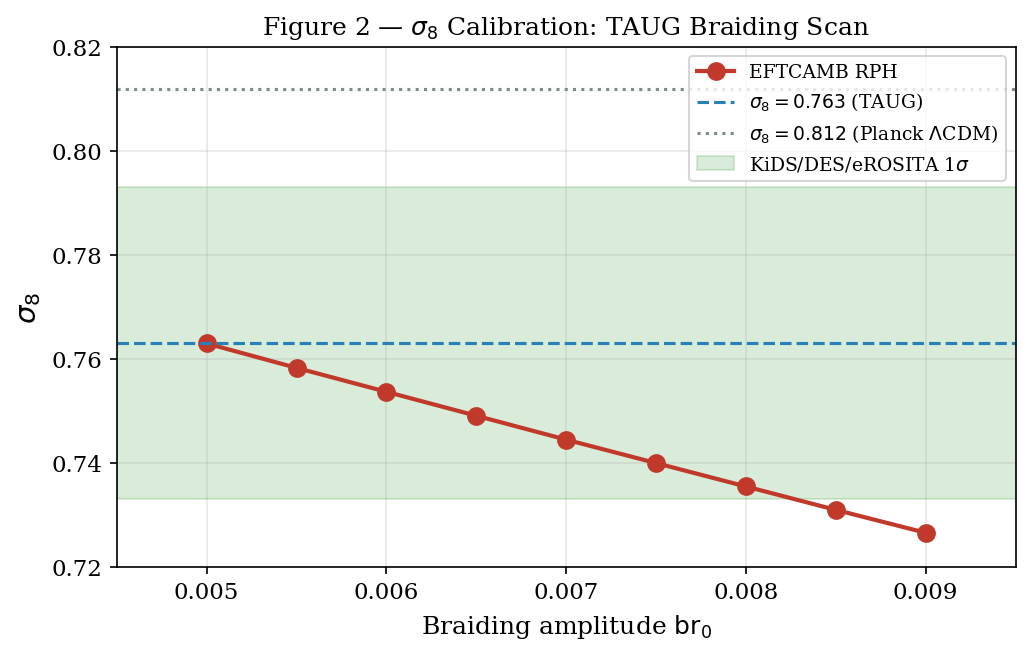 Figure 2 — σ₈ Calibration: TAUG Braiding Scan
EFTCAMB RPH
σ₈ = 0.763 (TAUG)
σ₈ = 0.812 (Planck ΛCDM)
KiDS/DES/eROSITA 1σ
σ₈
0.82
0.80
0.78
0.76
0.74
0.72
0.005 0.006 0.007 0.008 0.009
Braiding amplitude br₀